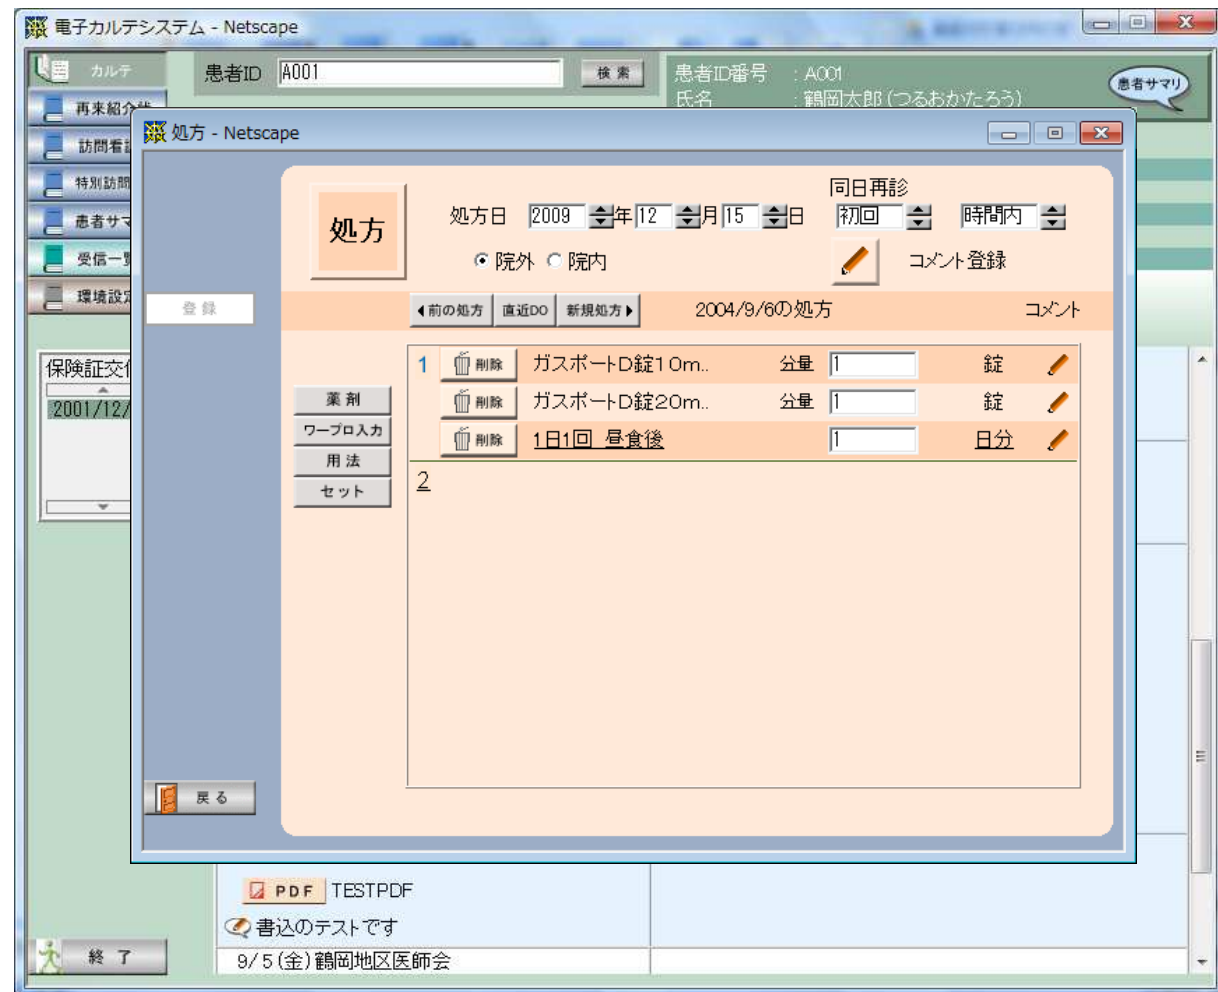 電子カルテシステム - Netscape
カルテ
患者ID A001 検索
患者ID番号 : A001
氏名 : 鶴岡太郎(つるおかたろう)
患者サマリ
再来紹介
訪問看
特別訪問
患者サマ
受信一
環境設定
保険証交付
2001/12/
処方 - Netscape
処方
同日再診
処方日 2009 年 12 月 15 日 初回 時間内
院外 院内 コメント登録
登録
前の処方 直近DO 新規処方 2004/9/6の処方 コメント
1 削除 ガスポートD錠10m.. 分量 1 錠
削除 ガスポートD錠20m.. 分量 1 錠
削除 1日1回 昼食後 1 日分
2
薬剤
ワープロ入力
用法
セット
戻る
PDF TESTPDF
書込のテストです
9/5(金)鶴岡地区医師会
終了